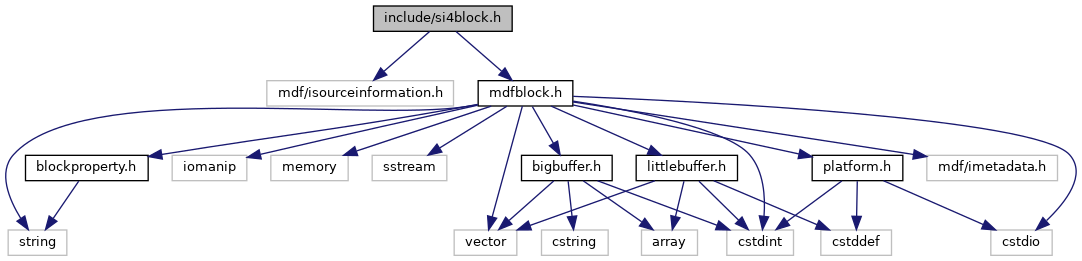 include/si4block.h
mdf/isourceinformation.h
mdfblock.h
blockproperty.h
iomanip
memory
sstream
bigbuffer.h
littlebuffer.h
platform.h
mdf/imetadata.h
string
vector
cstring
array
cstdint
cstddef
cstdio